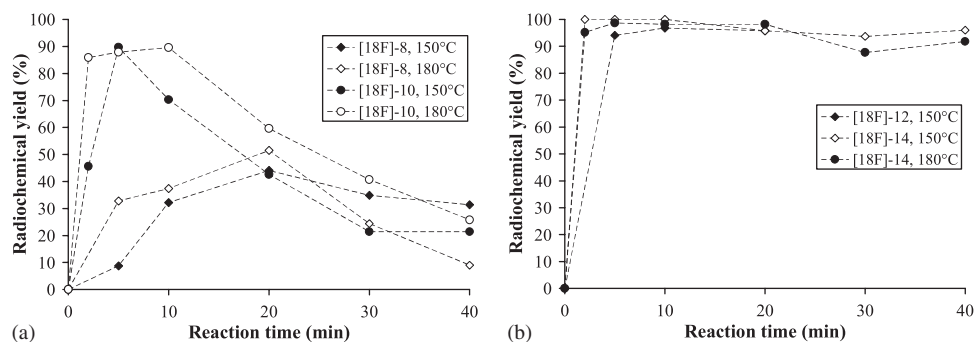 100
90
80
70
60
50
40
30
20
10
0
Radiochemical yield (%)
[18F]-8, 150°C
[18F]-8, 180°C
[18F]-10, 150°C
[18F]-10, 180°C
0 10 20 30 40
Reaction time (min)
(a)
100
90
80
70
60
50
40
30
20
10
0
Radiochemical yield (%)
[18F]-12, 150°C
[18F]-14, 150°C
[18F]-14, 180°C
0 10 20 30 40
Reaction time (min)
(b)